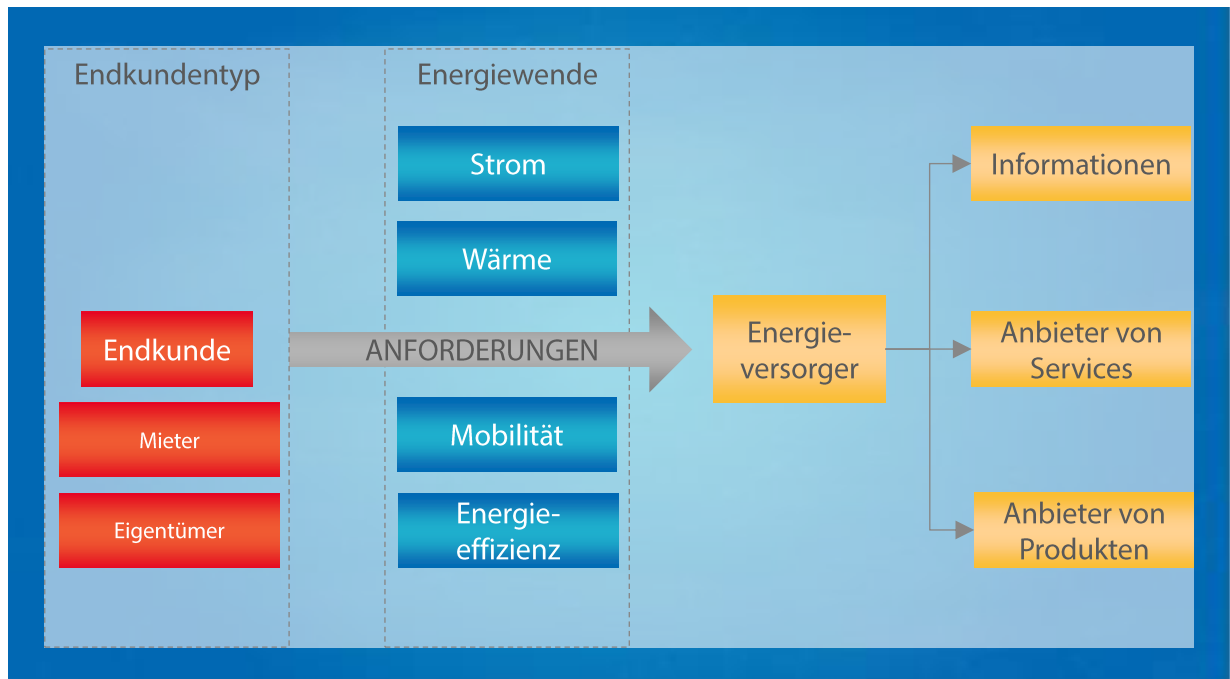 Endkundentyp
Endkunde
Mieter
Eigentümer
Energiewende
Strom
Wärme
ANFORDERUNGEN
Mobilität
Energie-
effizienz
Energie-
versorger
Informationen
Anbieter von
Services
Anbieter von
Produkten